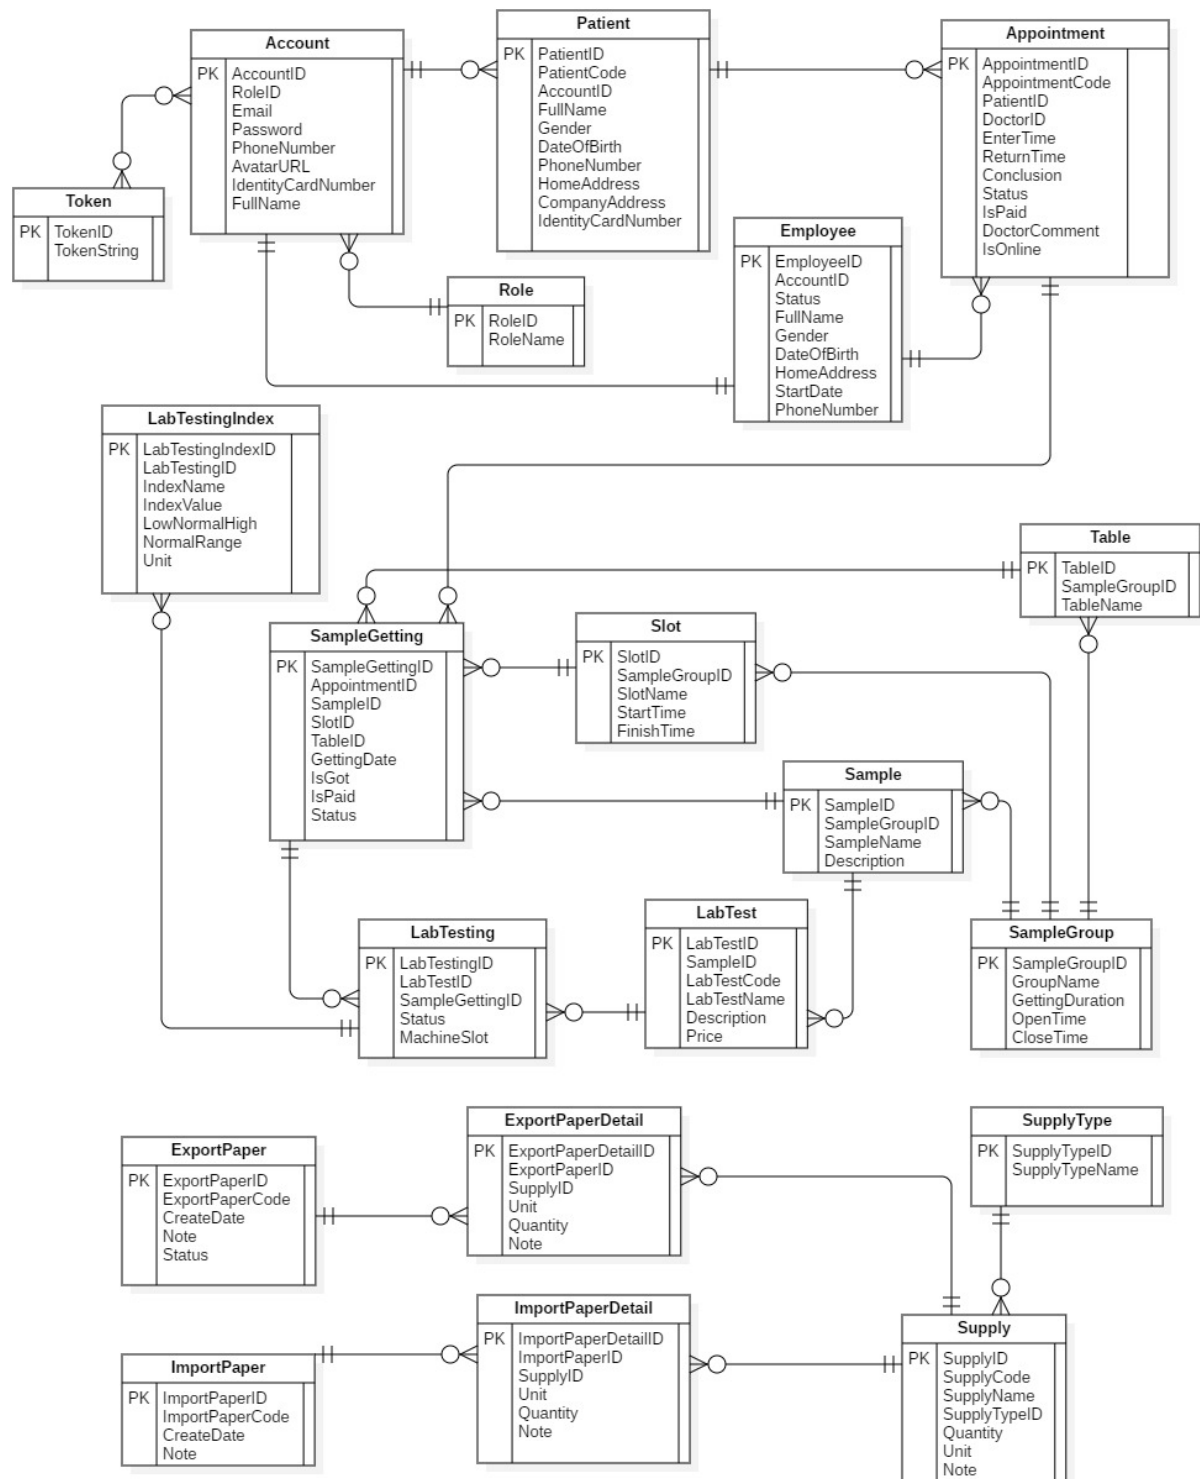 Account
PK
AccountID
RoleID
Email
Password
PhoneNumber
AvatarURL
IdentityCardNumber
FullName
Patient
PK
PatientID
PatientCode
AccountID
FullName
Gender
DateOfBirth
PhoneNumber
HomeAddress
CompanyAddress
IdentityCardNumber
Appointment
PK
AppointmentID
AppointmentCode
PatientID
DoctorID
EnterTime
ReturnTime
Conclusion
Status
IsPaid
DoctorComment
IsOnline
Token
PK
TokenID
TokenString
Role
PK
RoleID
RoleName
Employee
PK
EmployeeID
AccountID
Status
FullName
Gender
DateOfBirth
HomeAddress
StartDate
PhoneNumber
LabTestingIndex
PK
LabTestingIndexID
LabTestingID
IndexName
IndexValue
LowNormalHigh
NormalRange
Unit
Table
PK
TableID
SampleGroupID
TableName
SampleGetting
PK
SampleGettingID
AppointmentID
SampleID
SlotID
TableID
GettingDate
IsGot
IsPaid
Status
Slot
PK
SlotID
SampleGroupID
SlotName
StartTime
FinishTime
Sample
PK
SampleID
SampleGroupID
SampleName
Description
LabTesting
PK
LabTestingID
LabTestID
SampleGettingID
Status
MachineSlot
LabTest
PK
LabTestID
SampleID
LabTestCode
LabTestName
Description
Price
SampleGroup
PK
SampleGroupID
GroupName
GettingDuration
OpenTime
CloseTime
ExportPaper
PK
ExportPaperID
ExportPaperCode
CreateDate
Note
Status
ExportPaperDetail
PK
ExportPaperDetailID
ExportPaperID
SupplyID
Unit
Quantity
Note
SupplyType
PK
SupplyTypeID
SupplyTypeName
ImportPaper
PK
ImportPaperID
ImportPaperCode
CreateDate
Note
ImportPaperDetail
PK
ImportPaperDetailID
ImportPaperID
SupplyID
Unit
Quantity
Note
Supply
PK
SupplyID
SupplyCode
SupplyName
SupplyTypeID
Quantity
Unit
Note